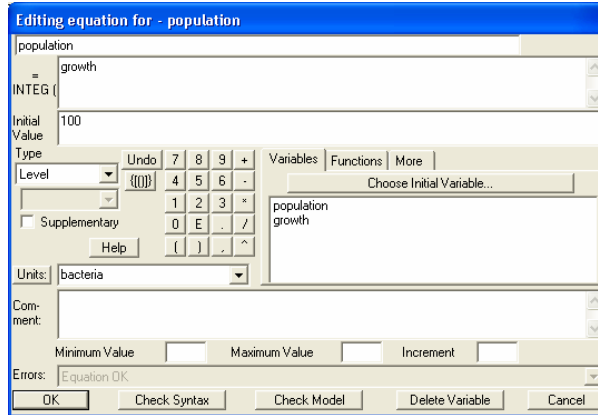 Editing equation for - population
population
= INTEG (
growth
Initial Value
100
Type
Undo 7 8 9 +
Variables Functions More
Level
{[()]} 4 5 6 -
Choose Initial Variable...
1 2 3 *
population
growth
Supplementary
0 E . /
Help
( ) , ^
Units: bacteria
Com-
ment:
Minimum Value Maximum Value Increment
Errors: Equation OK
OK Check Syntax Check Model Delete Variable Cancel